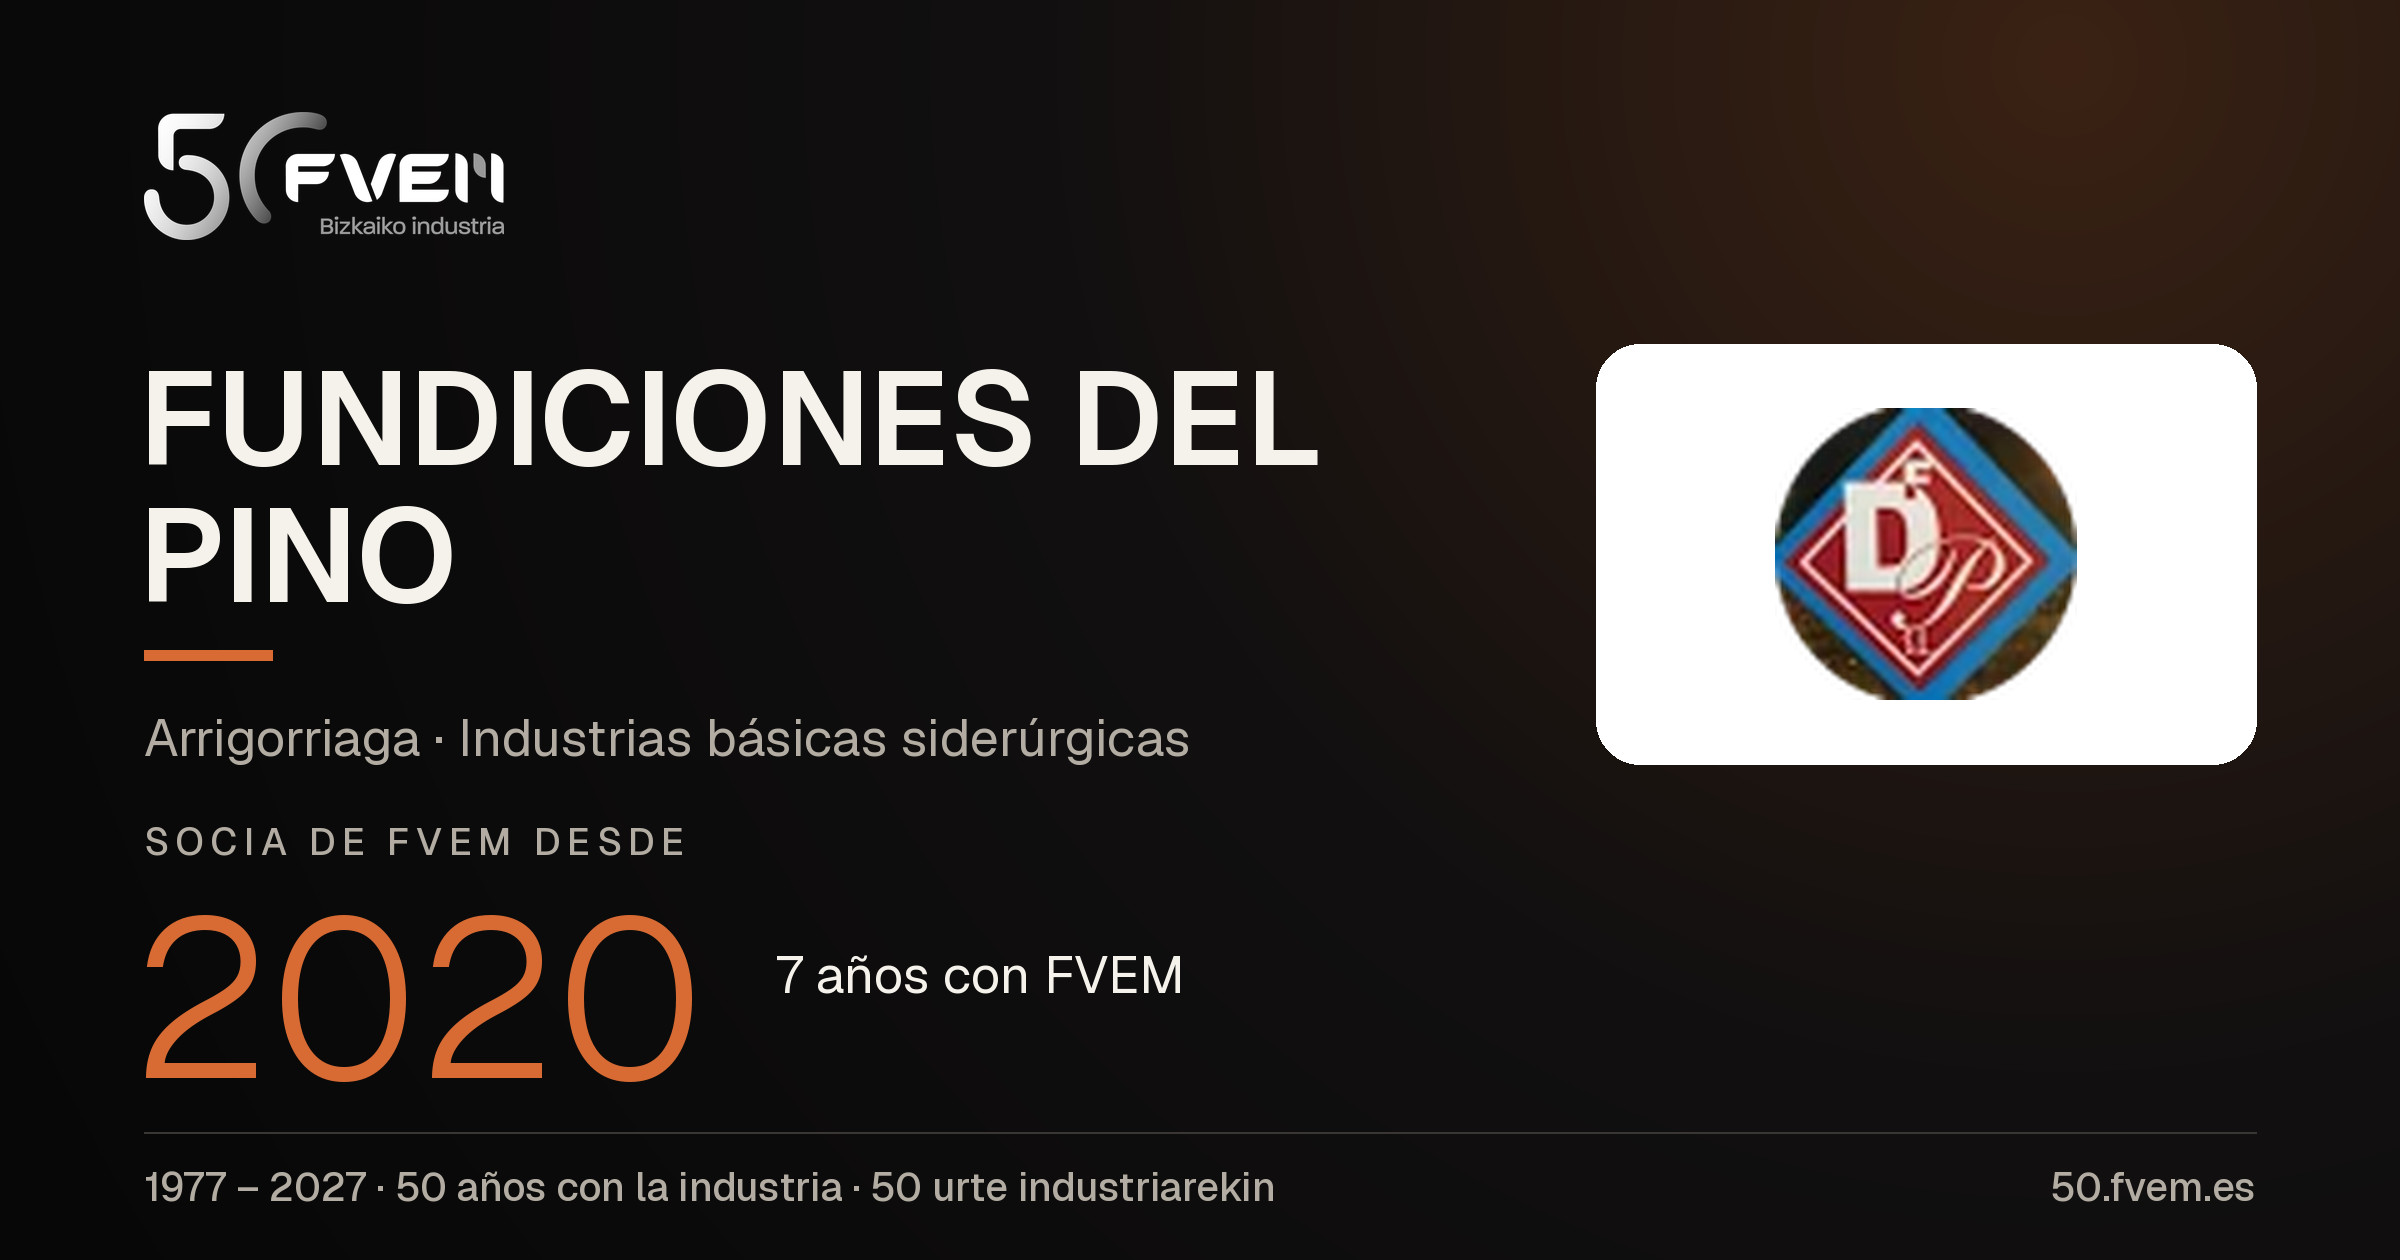 50 FVEM
Bizkaiko industria
FUNDICIONES DEL
PINO
F
D
P
Arrigorriaga · Industrias básicas siderúrgicas
SOCIA DE FVEM DESDE
2020
7 años con FVEM
1977 – 2027 · 50 años con la industria · 50 urte industriarekin
50.fvem.es